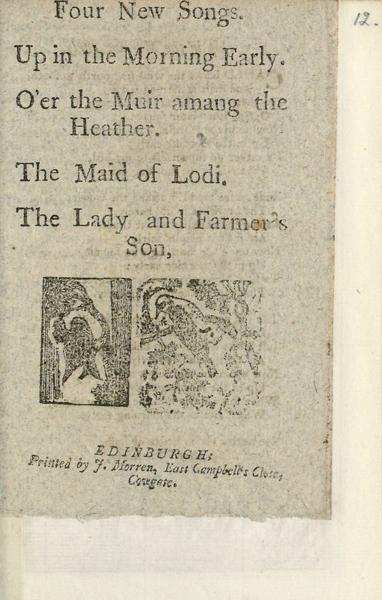 12.
Four New Songs.
Up in the Morning Early.
O'er the Muir amang the
Heather.
The Maid of Lodi.
The Lady and Farmer's
Son,
EDINBURGH:
Printed by J. Morren, East Campbell's Close,
Cowgate.